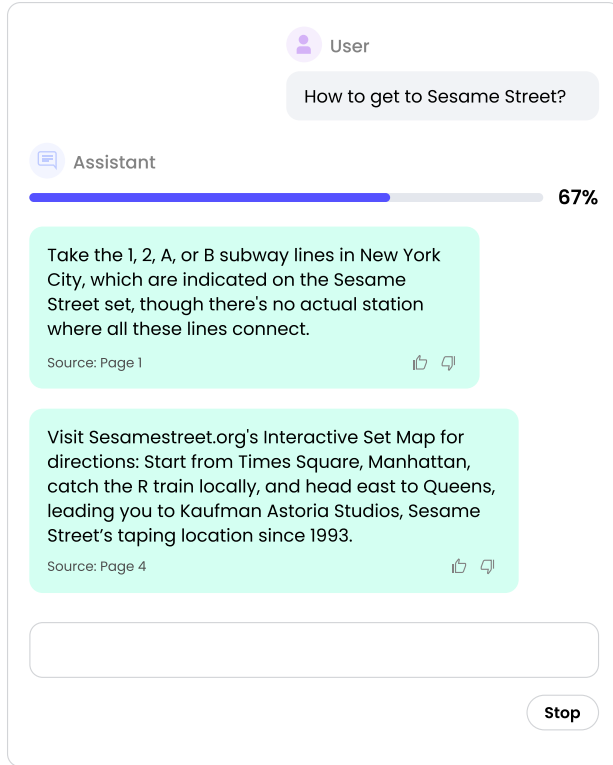 User
How to get to Sesame Street?
Assistant
67%
Take the 1, 2, A, or B subway lines in New York
City, which are indicated on the Sesame
Street set, though there's no actual station
where all these lines connect.
Source: Page 1
Visit Sesamestreet.org's Interactive Set Map for
directions: Start from Times Square, Manhattan,
catch the R train locally, and head east to Queens,
leading you to Kaufman Astoria Studios, Sesame
Street’s taping location since 1993.
Source: Page 4
Stop